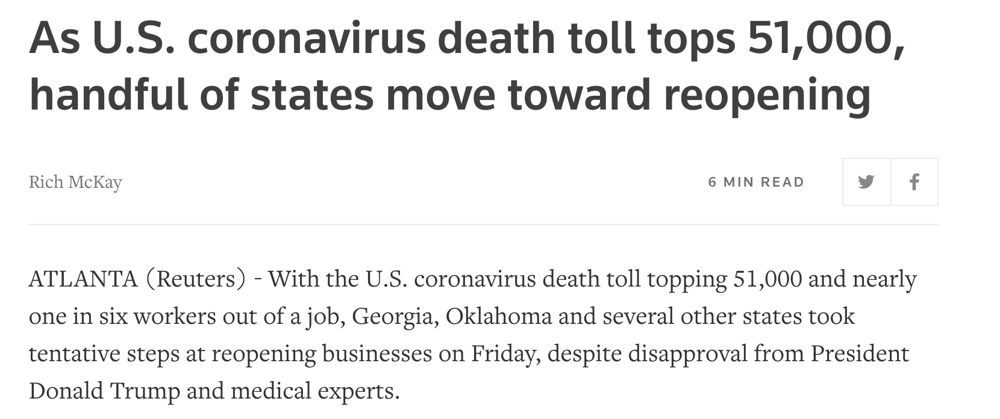 As U.S. coronavirus death toll tops 51,000,
handful of states move toward reopening
Rich McKay
6 MIN READ
ATLANTA (Reuters) - With the U.S. coronavirus death toll topping 51,000 and nearly
one in six workers out of a job, Georgia, Oklahoma and several other states took
tentative steps at reopening businesses on Friday, despite disapproval from President
Donald Trump and medical experts.